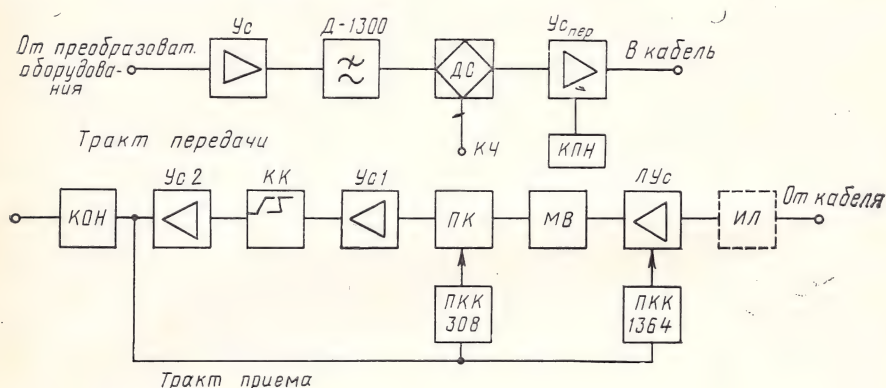 Ус
Д-1300
Ус пер
От преобразоват.
оборудова-
ния
ДС
В кабель
КЧ
КПН
Тракт передачи
Ус 2
КК
Ус1
ЛУс
От кабеля
КОН
ПК
МВ
ИЛ
ПКК
308
ПКК
1364
Тракт приема